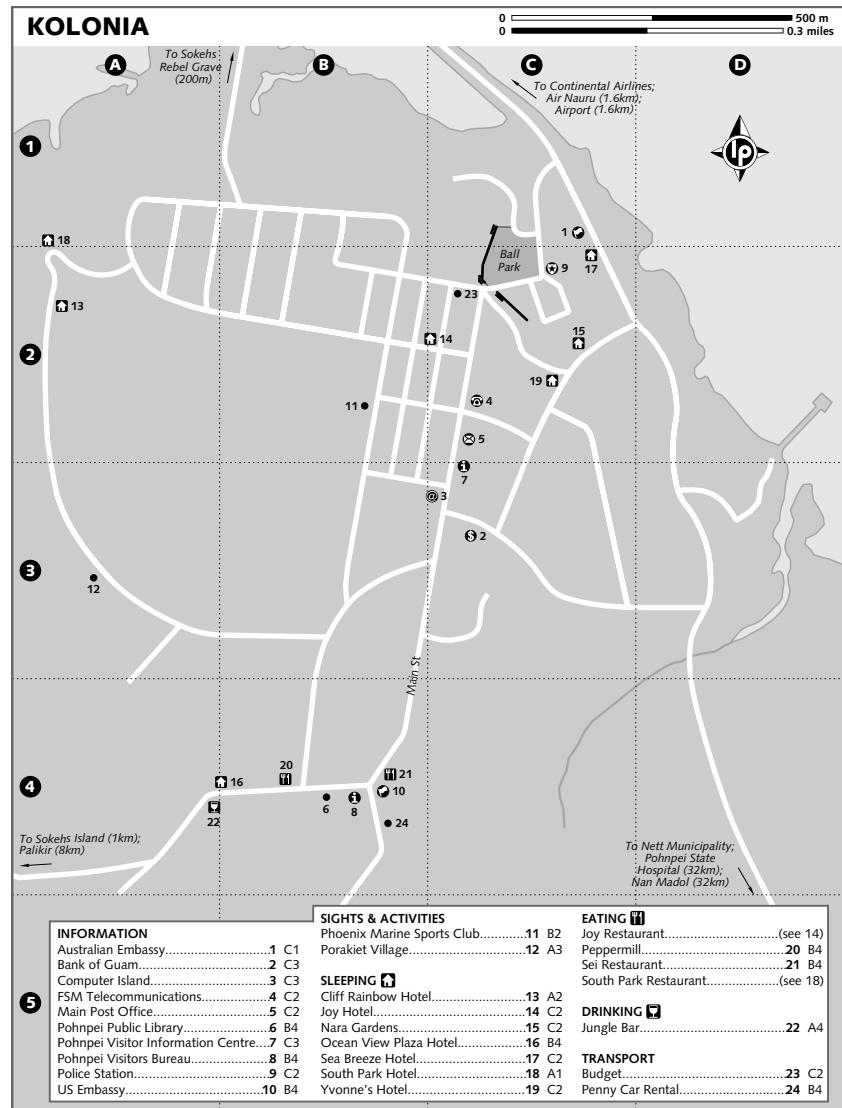 KOLONIA
0 500 m
0 0.3 miles
A B C D
To Sokehs
Rebel Grave
(200m)
To Continental Airlines;
Air Nauru (1.6km);
Airport (1.6km)
lp
1
1
18
Ball
Park
9
17
13
23
2
14
15
19
11
4
5
7
3
2
3
12
Main St
20
21
4
16
10
6
8
22
24
To Sokehs Island (1km);
Palikir (8km)
To Nett Municipality;
Pohnpei State
Hospital (32km);
Nan Madol (32km)
5
INFORMATION
Australian Embassy....................1 C1
Bank of Guam....................2 C3
Computer Island....................3 C3
FSM Telecommunications....................4 C2
Main Post Office....................5 C2
Pohnpei Public Library....................6 B4
Pohnpei Visitor Information Centre....7 C3
Pohnpei Visitors Bureau....................8 B4
Police Station....................9 C2
US Embassy....................10 B4
SIGHTS & ACTIVITIES
Phoenix Marine Sports Club..........11 B2
Porakiet Village....................12 A3
SLEEPING
Cliff Rainbow Hotel....................13 A2
Joy Hotel....................14 C2
Nara Gardens....................15 C2
Ocean View Plaza Hotel....................16 B4
Sea Breeze Hotel....................17 C2
South Park Hotel....................18 A1
Yvonne's Hotel....................19 C2
EATING
Joy Restaurant....................(see 14)
Peppermill....................20 B4
Sei Restaurant....................21 B4
South Park Restaurant..............(see 18)
DRINKING
Jungle Bar....................22 A4
TRANSPORT
Budget....................23 C2
Penny Car Rental....................24 B4